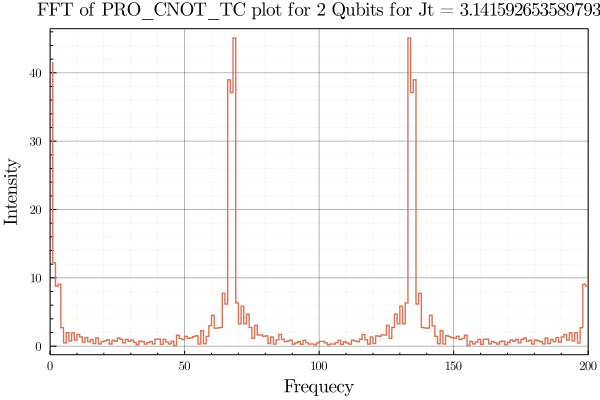 FFT of PRO_CNOT_TC plot for 2 Qubits for Jt = 3.141592653589793
40
30
20
10
0
Intensity
0 50 100 150 200
Frequecy